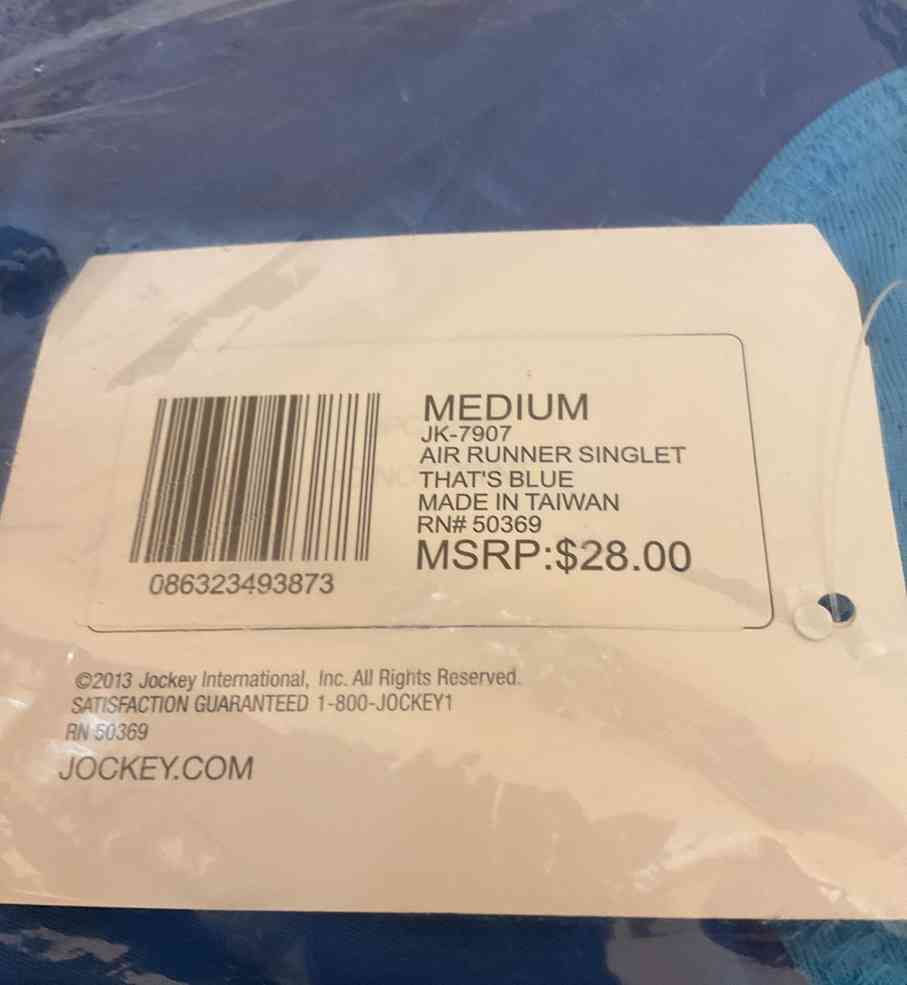 MEDIUM
JK-7907
AIR RUNNER SINGLET
THAT'S BLUE
MADE IN TAIWAN
RN# 50369
MSRP:$28.00
086323493873
©2013 Jockey International, Inc. All Rights Reserved.
SATISFACTION GUARANTEED 1-800-JOCKEY1
RN 50369
JOCKEY.COM